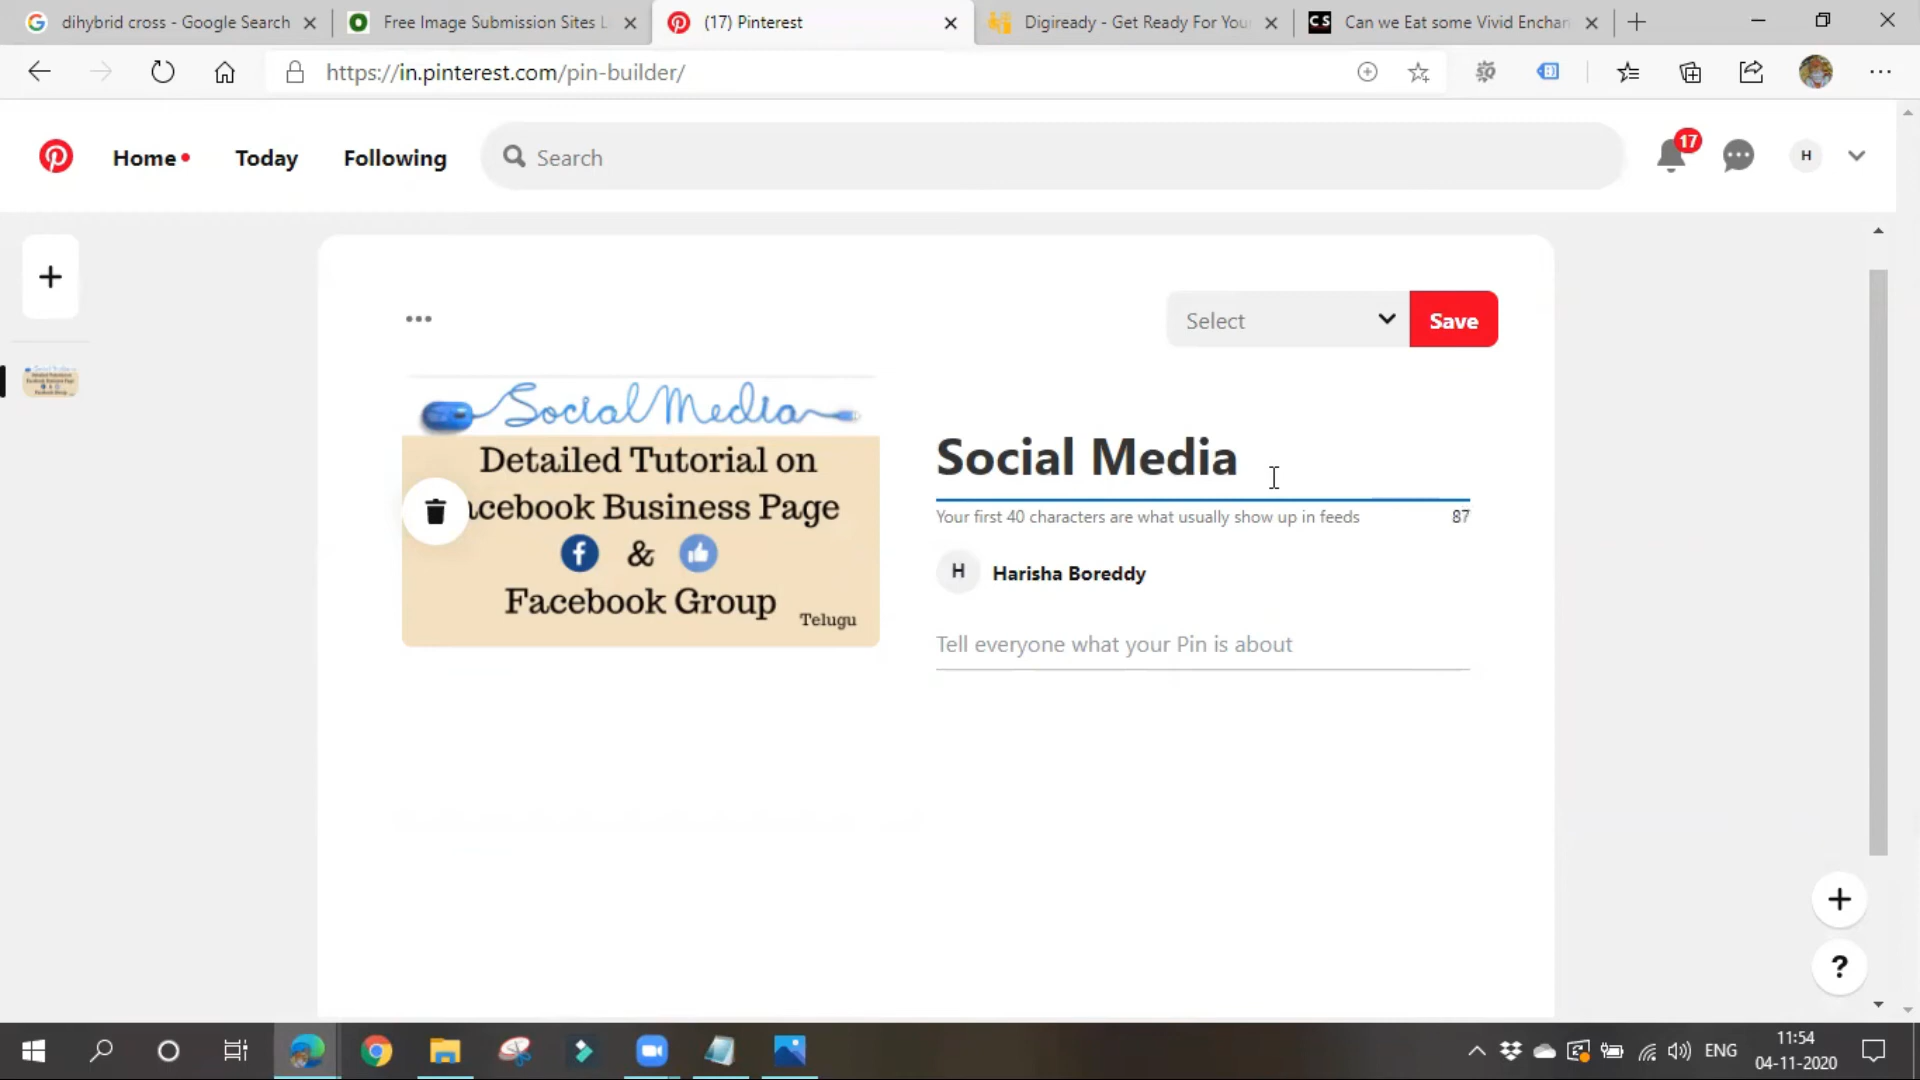 dihybrid cross - Google Search
Free Image Submission Sites L
(17) Pinterest
Digiready - Get Ready For You
CS
Can we Eat some Vivid Enchan
https://in.pinterest.com/pin-builder/
Home
Today
Following
Search
17
H
Select
Save
Social Media
Detailed Tutorial on
acebook Business Page
&
Facebook Group
Telugu
Social Media
Your first 40 characters are what usually show up in feeds
87
H
Harisha Boreddy
Tell everyone what your Pin is about
?
ENG
11:54
04-11-2020